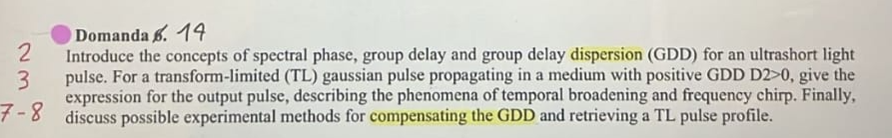 Domanda 6. 14
2 Introduce the concepts of spectral phase, group delay and group delay dispersion (GDD) for an ultrashort light
3 pulse. For a transform-limited (TL) gaussian pulse propagating in a medium with positive GDD D2>0, give the
expression for the output pulse, describing the phenomena of temporal broadening and frequency chirp. Finally,
7-8 discuss possible experimental methods for compensating the GDD and retrieving a TL pulse profile.